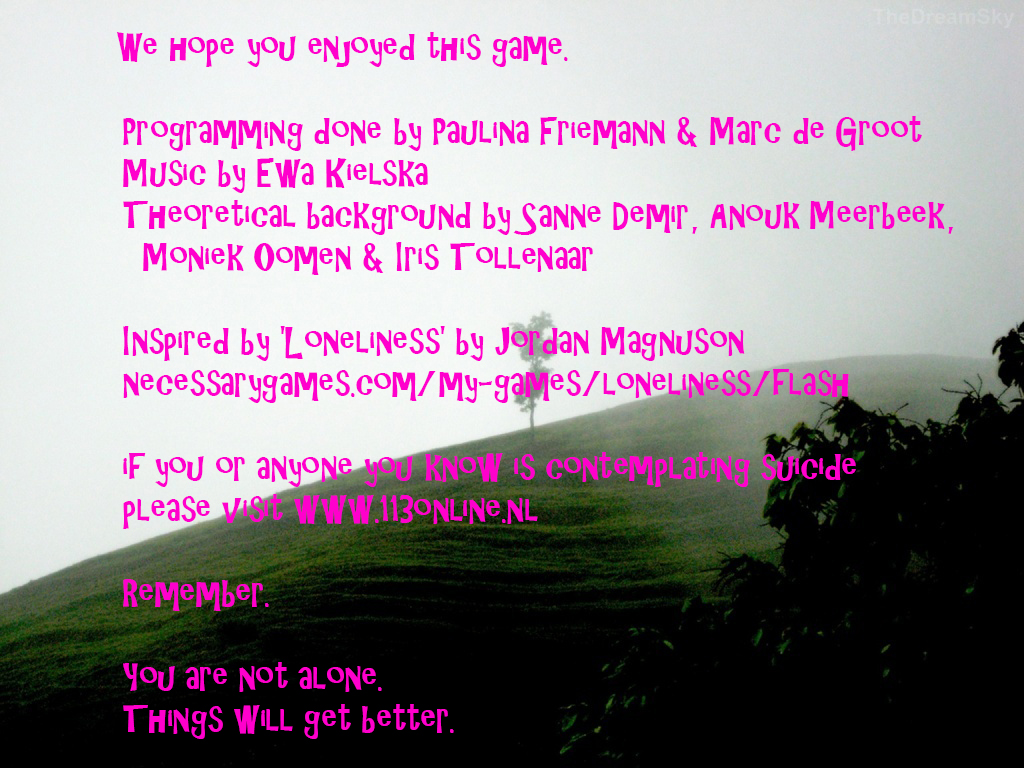 TheDreamSky
We hope you enjoyed this game.
Programming done by Paulina Friemann & Marc de Groot
Music by Ewa Kielska
Theoretical background by Sanne Demir, Anouk Meerbeek,
Moniek Oomen & Iris Tollenaar
Inspired by 'Loneliness' by Jordan Magnuson
necessarygames.com/my-games/loneliness/flash
if you or anyone you know is contemplating suicide
please visit www.113online.nl
Remember.
You are not alone.
Things will get better.